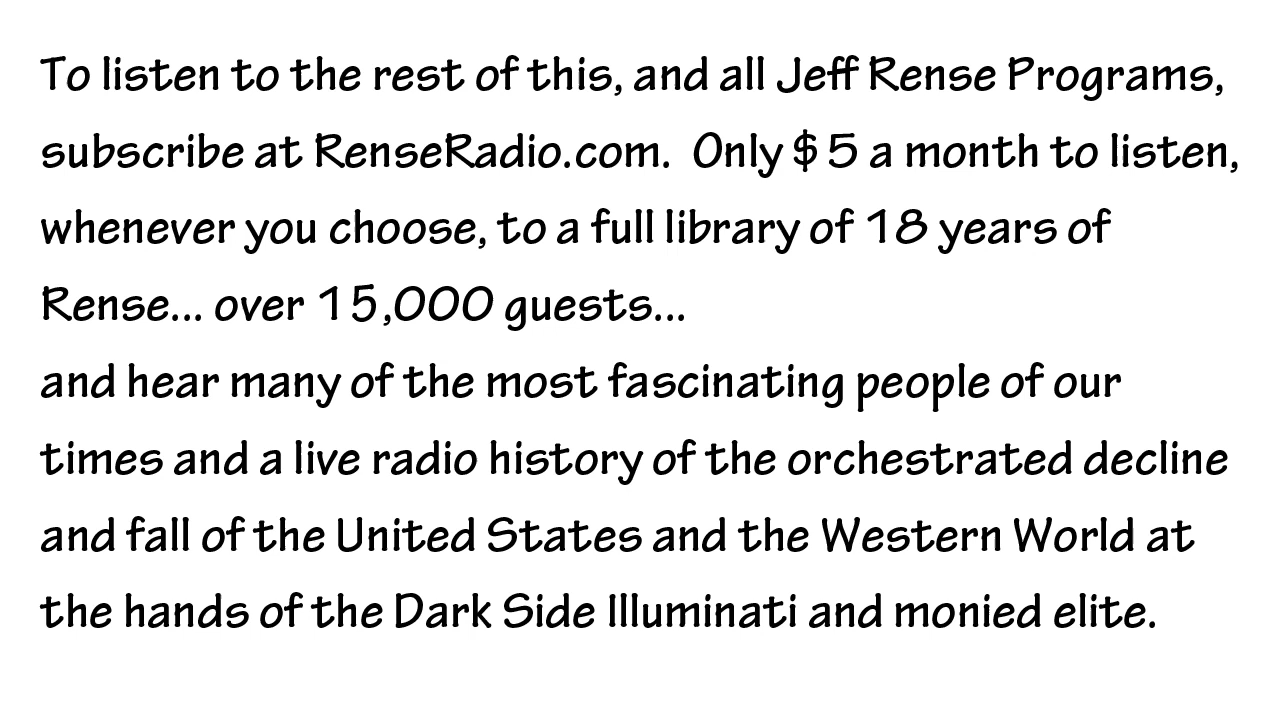 To listen to the rest of this, and all Jeff Rense Programs,
subscribe at RenseRadio.com.  Only $5 a month to listen,
whenever you choose, to a full library of 18 years of
Rense... over 15,000 guests...
and hear many of the most fascinating people of our
times and a live radio history of the orchestrated decline
and fall of the United States and the Western World at
the hands of the Dark Side Illuminati and monied elite.